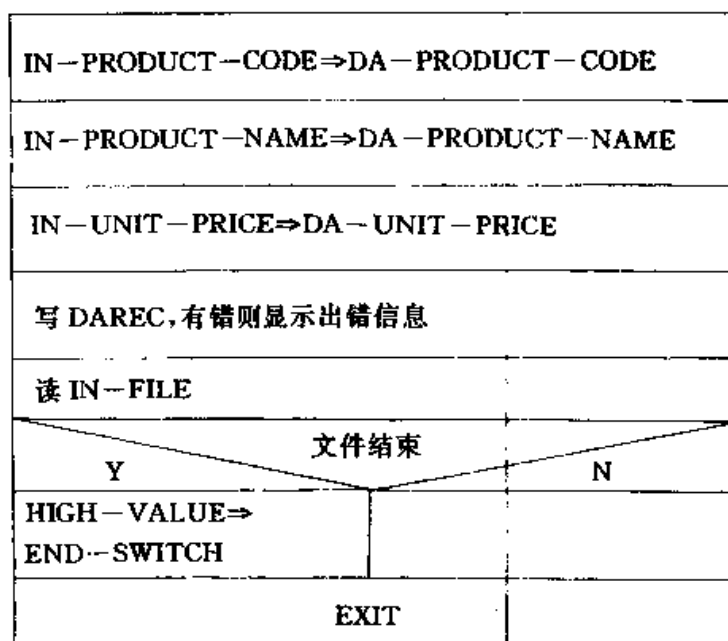 IN-PRODUCT-CODE⇒DA-PRODUCT-CODE
IN-PRODUCT-NAME⇒DA-PRODUCT-NAME
IN-UNIT-PRICE⇒DA-UNIT-PRICE
写 DAREC,有错则显示出错信息
读 IN-FILE
文件结束
Y N
HIGH-VALUE⇒
END-SWITCH
EXIT